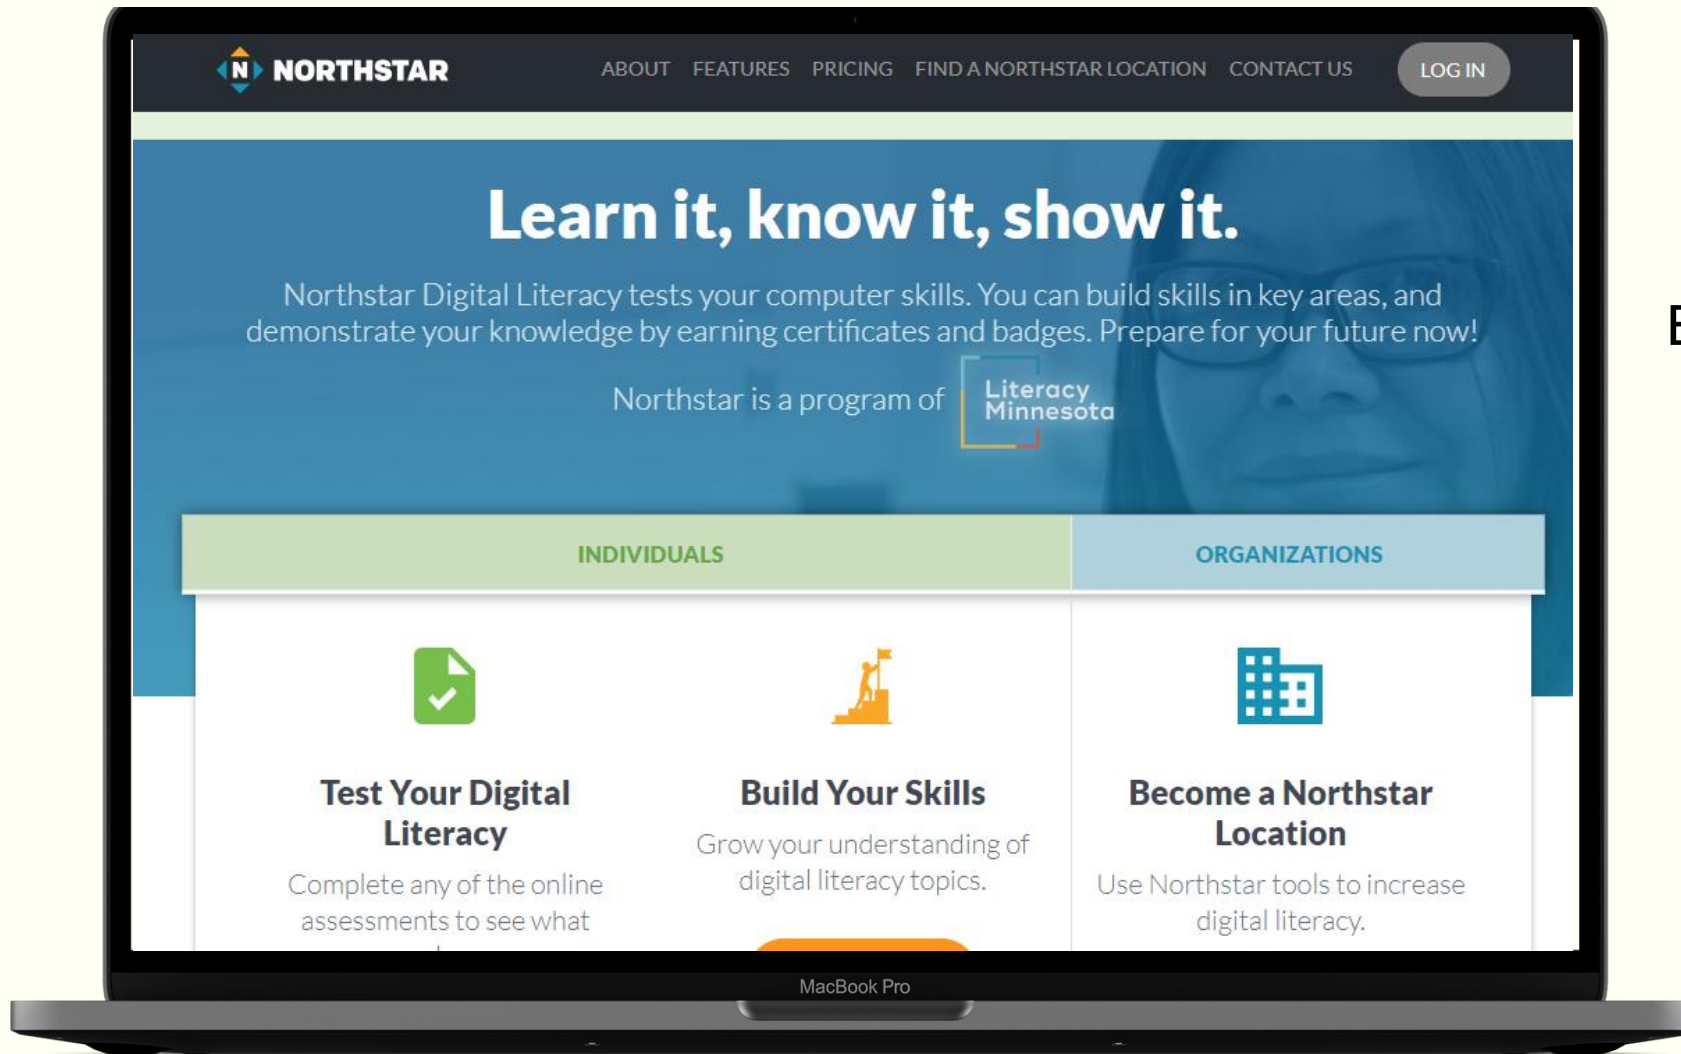 N NORTHSTAR
ABOUT FEATURES PRICING FIND A NORTHSTAR LOCATION CONTACT US LOG IN
Learn it, know it, show it.
Northstar Digital Literacy tests your computer skills. You can build skills in key areas, and
demonstrate your knowledge by earning certificates and badges. Prepare for your future now!
Northstar is a program of
Literacy
Minnesota
INDIVIDUALS
ORGANIZATIONS
Test Your Digital
Literacy
Complete any of the online
assessments to see what
Build Your Skills
Grow your understanding of
digital literacy topics.
Become a Northstar
Location
Use Northstar tools to increase
digital literacy.
MacBook Pro